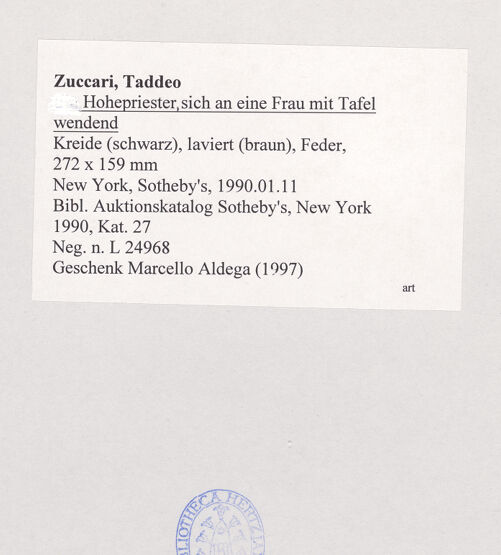 Zuccari, Taddeo
Hohepriester, sich an eine Frau mit Tafel
wendend
Kreide (schwarz), laviert (braun), Feder,
272 x 159 mm
New York, Sotheby's, 1990.01.11
Bibl. Auktionskatalog Sotheby's, New York
1990, Kat. 27
Neg. n. L 24968
Geschenk Marcello Aldega (1997)
art
BIBLIOTHECA HERTZIA